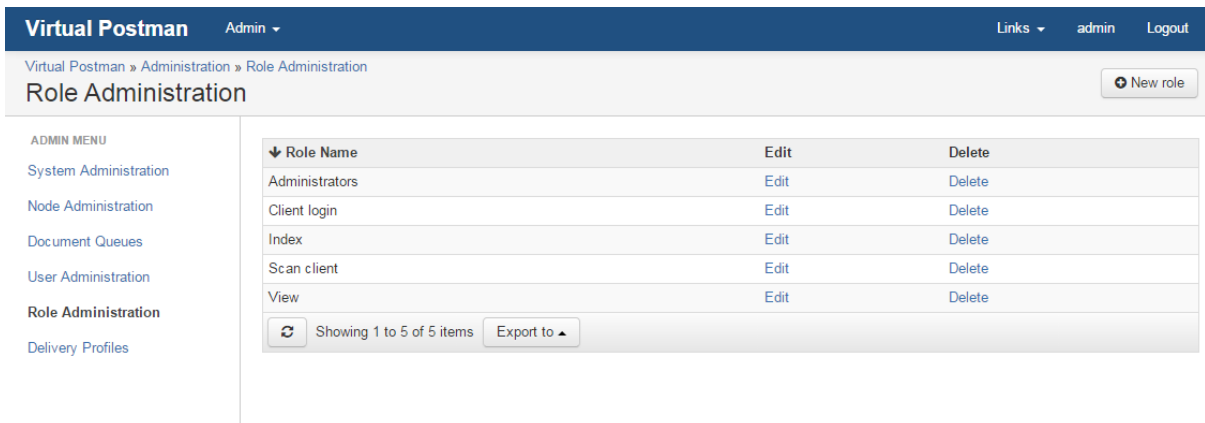 Virtual Postman Admin Links admin Logout
Virtual Postman » Administration » Role Administration
Role Administration
New role
ADMIN MENU
System Administration
Node Administration
Document Queues
User Administration
Role Administration
Delivery Profiles
Role Name Edit Delete
Administrators Edit Delete
Client login Edit Delete
Index Edit Delete
Scan client Edit Delete
View Edit Delete
Showing 1 to 5 of 5 items Export to